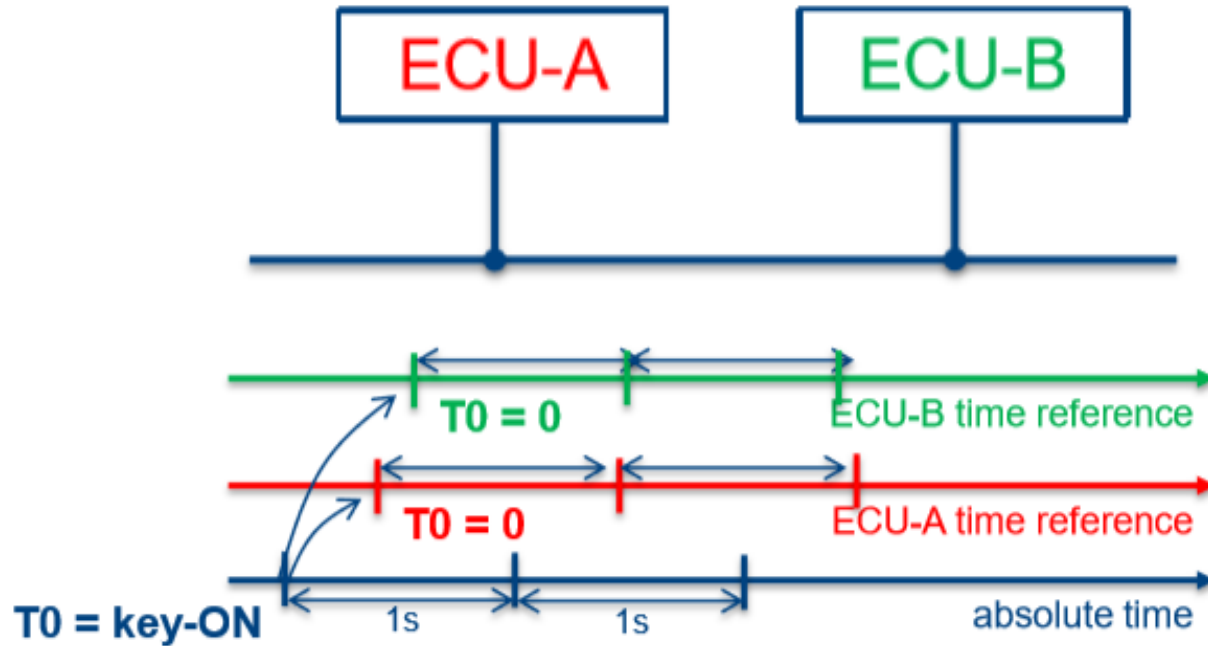 ECU-A
ECU-B
T0 = 0
ECU-B time reference
T0 = 0
ECU-A time reference
T0 = key-ON
1s
1s
absolute time